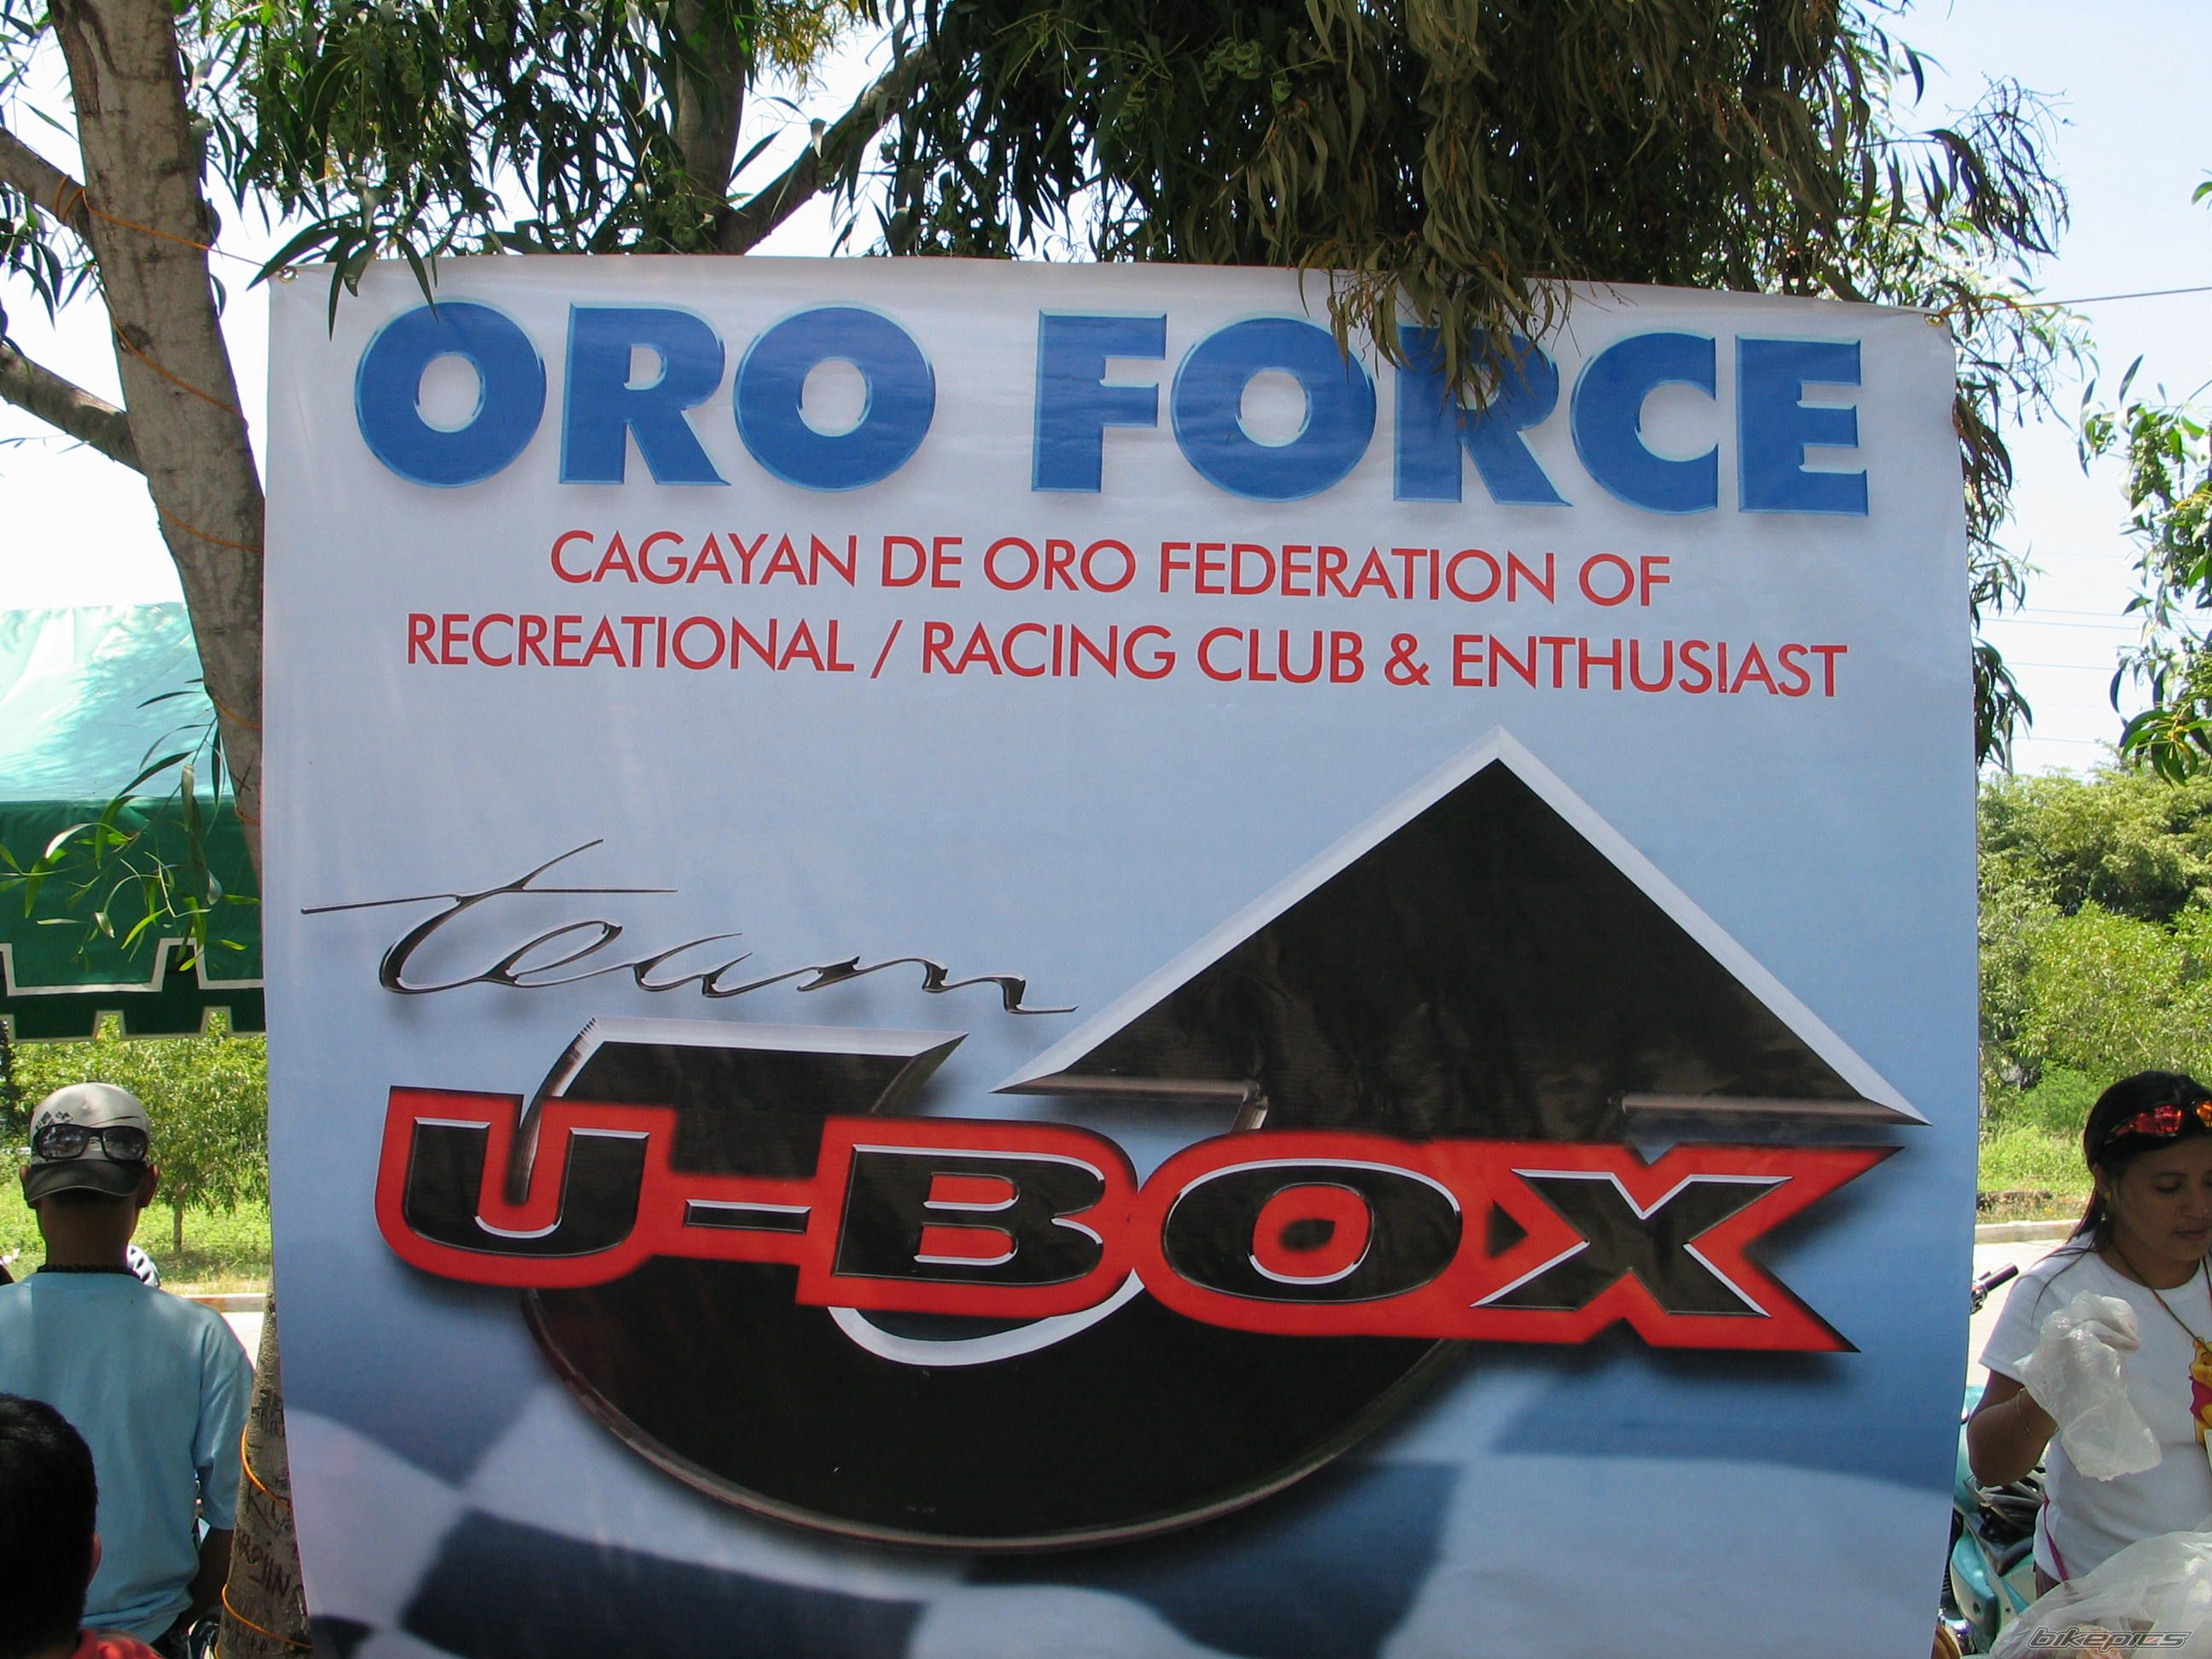 ORO FORCE
CAGAYAN DE ORO FEDERATION OF
RECREATIONAL / RACING CLUB & ENTHUSIAST
team
U-BOX
bikepics